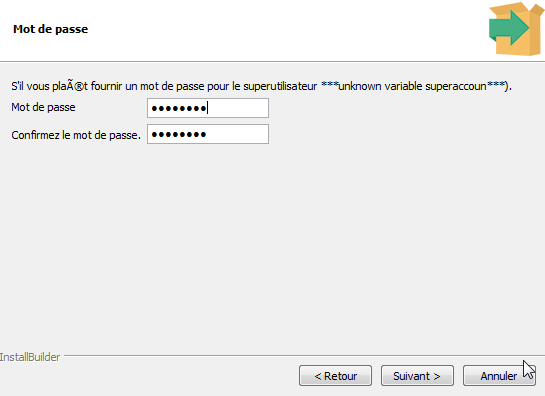 Mot de passe
S'il vous plaÃ®t fournir un mot de passe pour le superutilisateur ***unknown variable superaccoun***).
Mot de passe
••••••••
Confirmez le mot de passe.
••••••••
InstallBuilder
< Retour
Suivant >
Annuler